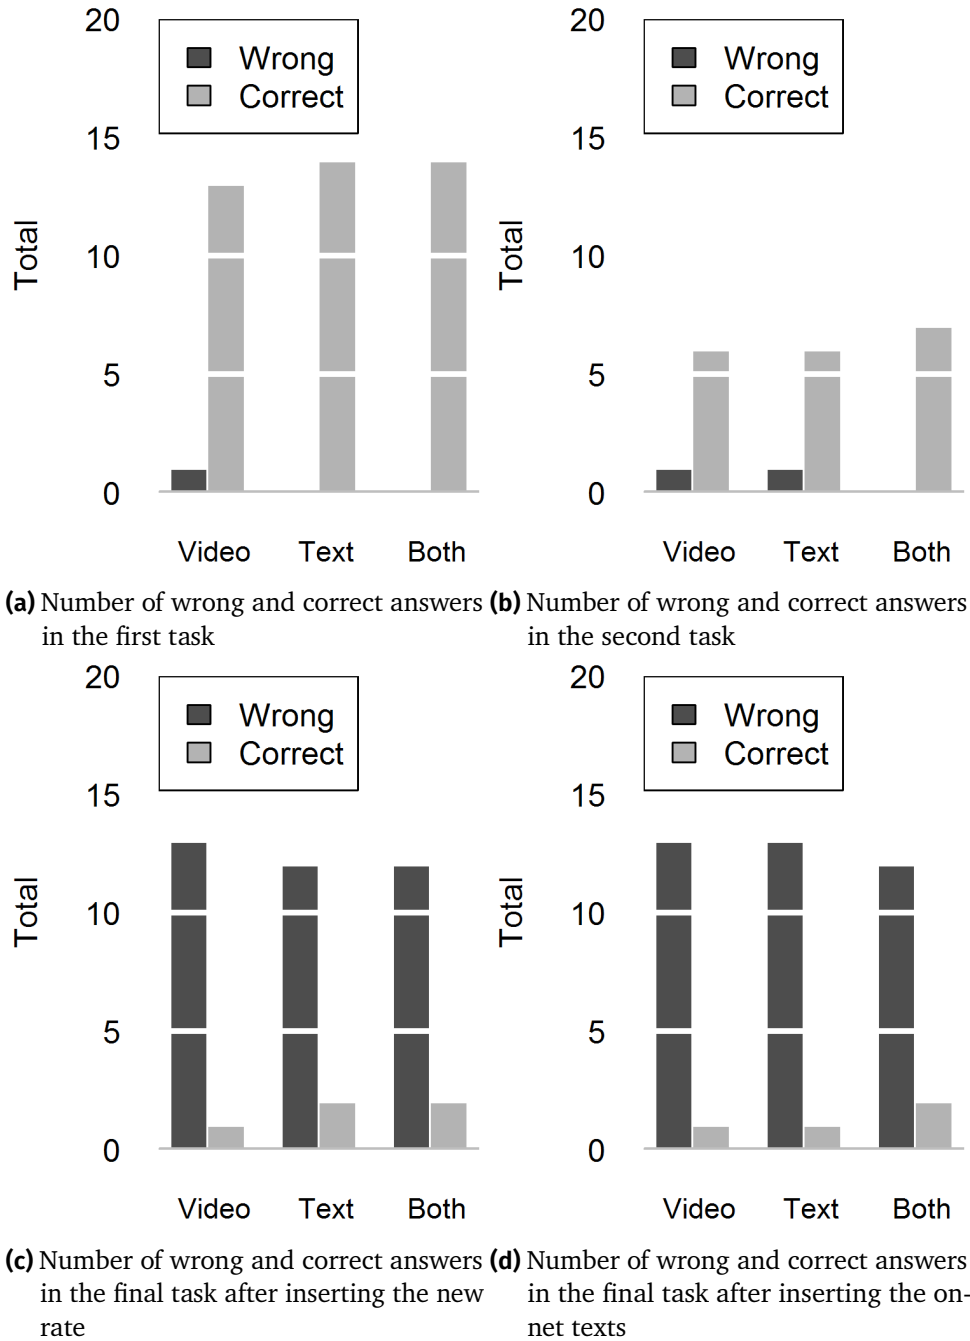 20
Wrong
Correct
15
10
5
0
Total
Video Text Both
(a) Number of wrong and correct answers
in the first task
20
Wrong
Correct
15
10
5
0
Total
Video Text Both
(b) Number of wrong and correct answers
in the second task
20
Wrong
Correct
15
10
5
0
Total
Video Text Both
(c) Number of wrong and correct answers
in the final task after inserting the new
rate
20
Wrong
Correct
15
10
5
0
Total
Video Text Both
(d) Number of wrong and correct answers
in the final task after inserting the on-
net texts